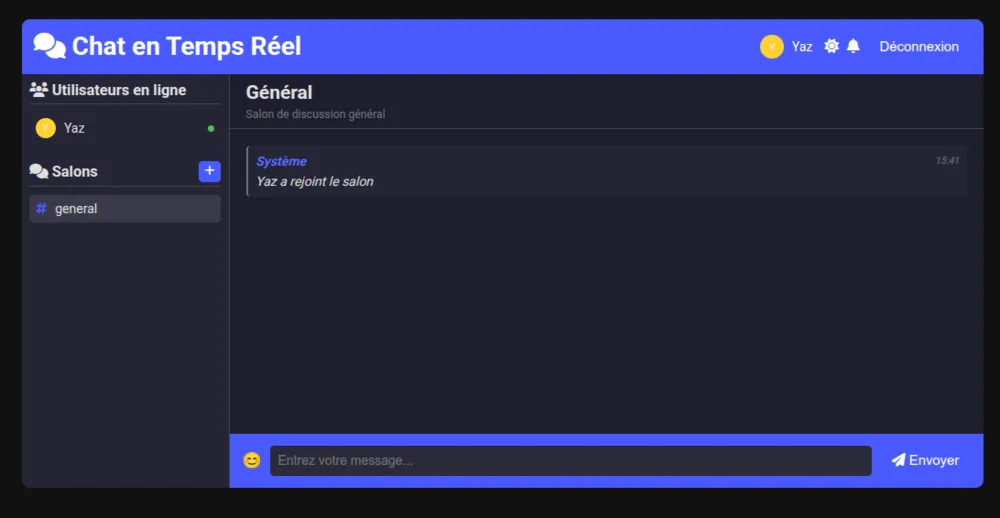 Chat en Temps Réel
Y Yaz Déconnexion
Utilisateurs en ligne
Y Yaz
Salons +
# general
Général
Salon de discussion général
Système 15:41
Yaz a rejoint le salon
Entrez votre message...
Envoyer